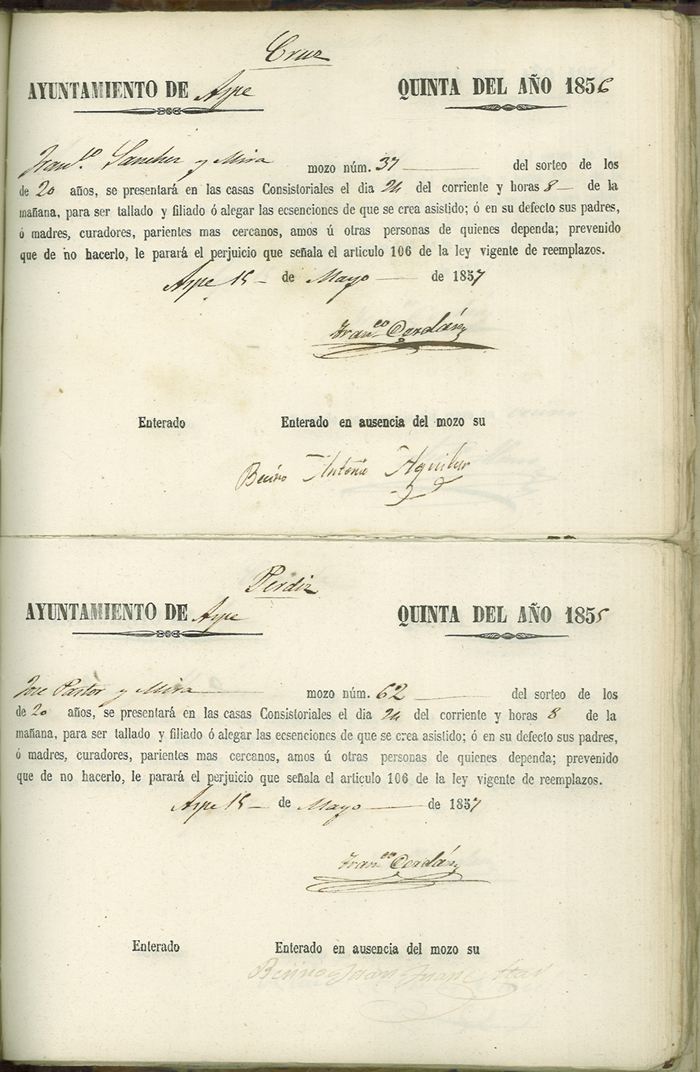 Cruz
AYUNTAMIENTO DE Aspe QUINTA DEL AÑO 1856
Fran.co Sanchez y Mira mozo núm. 37 del sorteo de los
de 20 años, se presentará en las casas Consistoriales el dia 24 del corriente y horas 8 de la
mañana, para ser tallado y filiado ó alegar las ecsenciones de que se crea asistido; ó en su defecto sus padres,
ó madres, curadores, parientes mas cercanos, amos ú otras personas de quienes dependa; prevenido
que de no hacerlo, le parará el perjuicio que señala el articulo 106 de la ley vigente de reemplazos.
Aspe 15 de Mayo de 1857
Fran.co Cerdán
Enterado Enterado en ausencia del mozo su
Becino Antonio
Perdiz
AYUNTAMIENTO DE Aspe QUINTA DEL AÑO 1855
Jose Pastor y Mira mozo núm. 62 del sorteo de los
de 20 años, se presentará en las casas Consistoriales el dia 24 del corriente y horas 8 de la
mañana, para ser tallado y filiado ó alegar las ecsenciones de que se crea asistido; ó en su defecto sus padres,
ó madres, curadores, parientes mas cercanos, amos ú otras personas de quienes dependa; prevenido
que de no hacerlo, le parará el perjuicio que señala el articulo 106 de la ley vigente de reemplazos.
Aspe 15 de Mayo de 1857
Fran.co Cerdán
Enterado Enterado en ausencia del mozo su
Becino